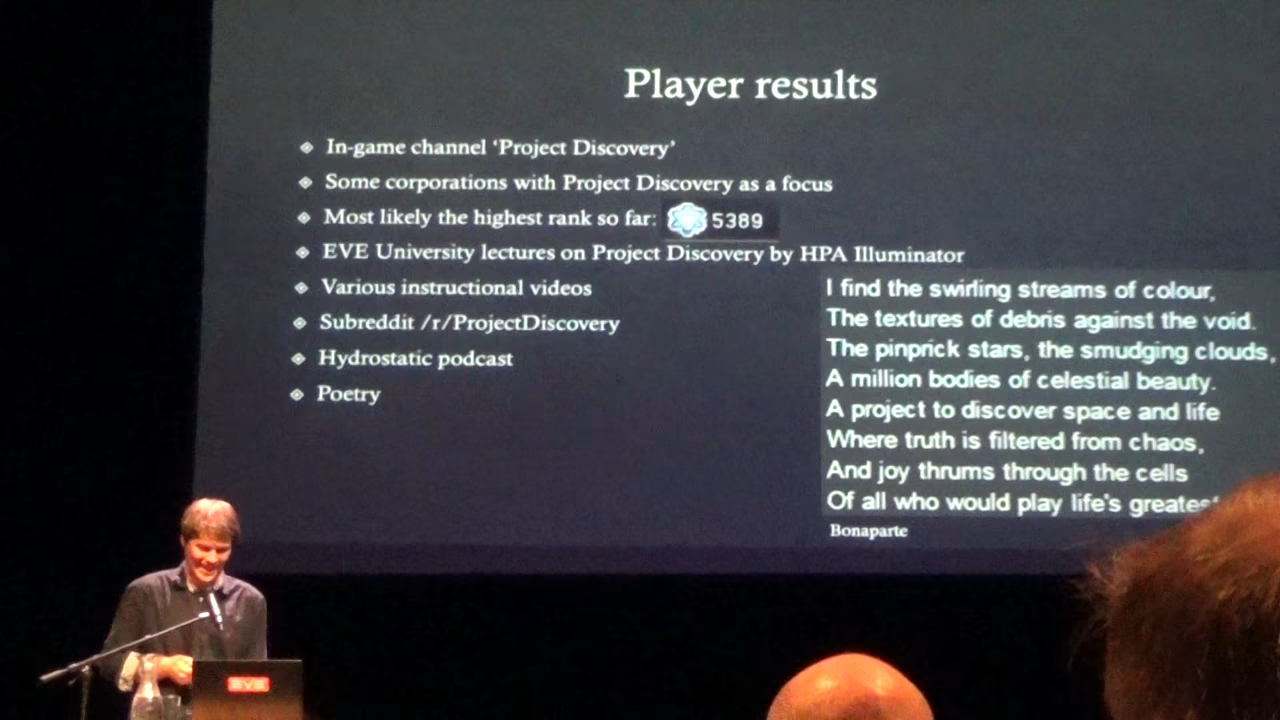 Player results
In-game channel ‘Project Discovery’
Some corporations with Project Discovery as a focus
Most likely the highest rank so far: 5389
EVE University lectures on Project Discovery by HPA Illuminator
Various instructional videos
Subreddit /r/ProjectDiscovery
Hydrostatic podcast
Poetry
I find the swirling streams of colour,
The textures of debris against the void.
The pinprick stars, the smudging clouds,
A million bodies of celestial beauty.
A project to discover space and life
Where truth is filtered from chaos,
And joy thrums through the cells
Of all who would play life's greatest
Bonaparte
EVE